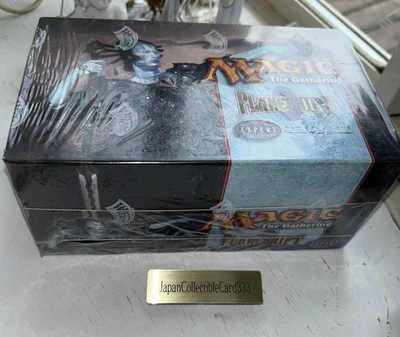 MAGIC
The Gathering
PLANESHIFT
EXPERT
MAGIC
The Gathering
JapanCollectibleCard333